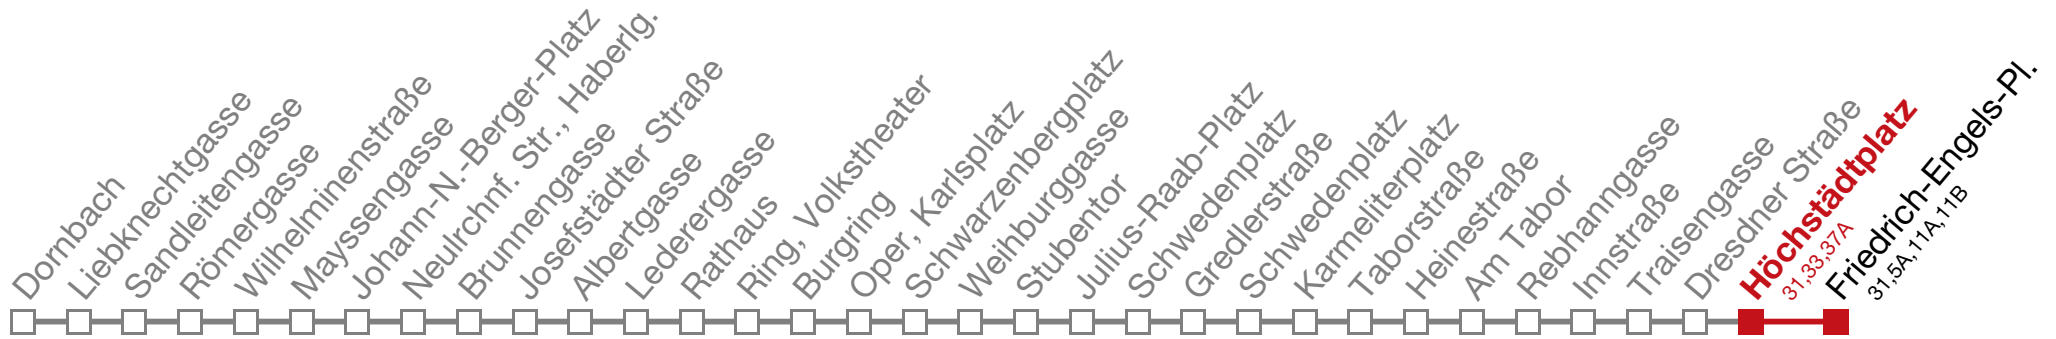 Dornbach
Liebknechtgasse
Sandleitengasse
Römergasse
Wilhelminenstraße
Mayssengasse
Johann-N.-Berger-Platz
Neulrchnf. Str., Haberlg.
Brunnengasse
Josefstädter Straße
Albertgasse
Lederergasse
Rathaus
Ring, Volkstheater
Burgring
Oper, Karlsplatz
Schwarzenbergplatz
Weihburggasse
Stubentor
Julius-Raab-Platz
Schwedenplatz
Gredlerstraße
Schwedenplatz
Karmeliterplatz
Taborstraße
Heinestraße
Am Tabor
Rebhanngasse
Innstraße
Traisengasse
Dresdner Straße
Höchstädtplatz
31,33,37A
Friedrich-Engels-Pl.
31,5A,11A,11B